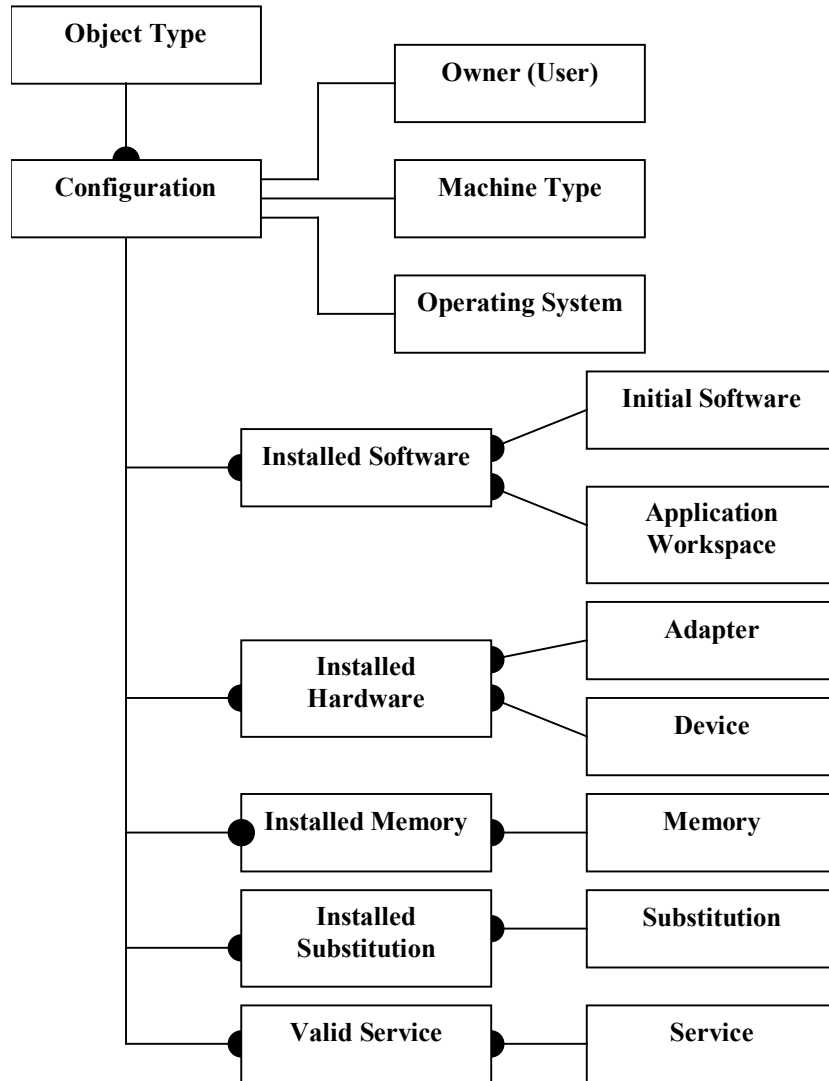 Object Type
Owner (User)
Configuration
Machine Type
Operating System
Initial Software
Installed Software
Application
Workspace
Adapter
Installed
Hardware
Device
Installed Memory
Memory
Installed
Substitution
Substitution
Valid Service
Service